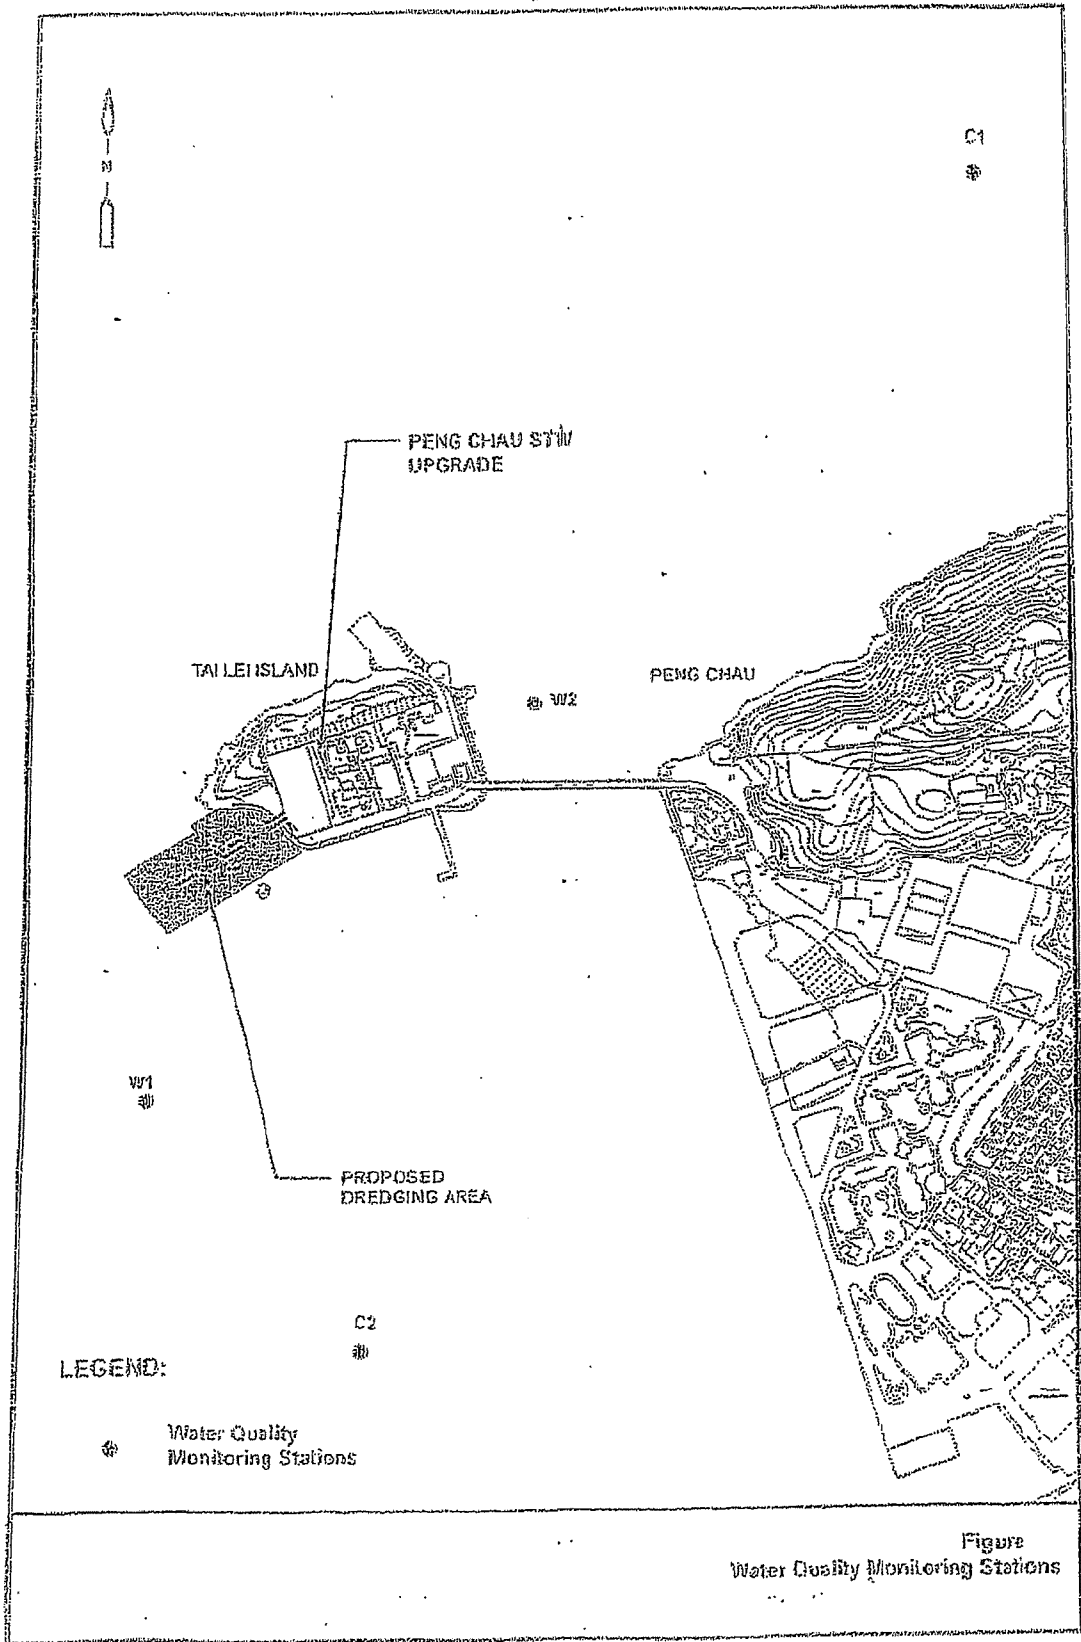 N
C1
PENG CHAU STW
UPGRADE
TAI LEI ISLAND
PENG CHAU
W2
W1
PROPOSED
DREDGING AREA
C2
LEGEND:
Water Quality
Monitoring Stations
Figure
Water Quality Monitoring Stations